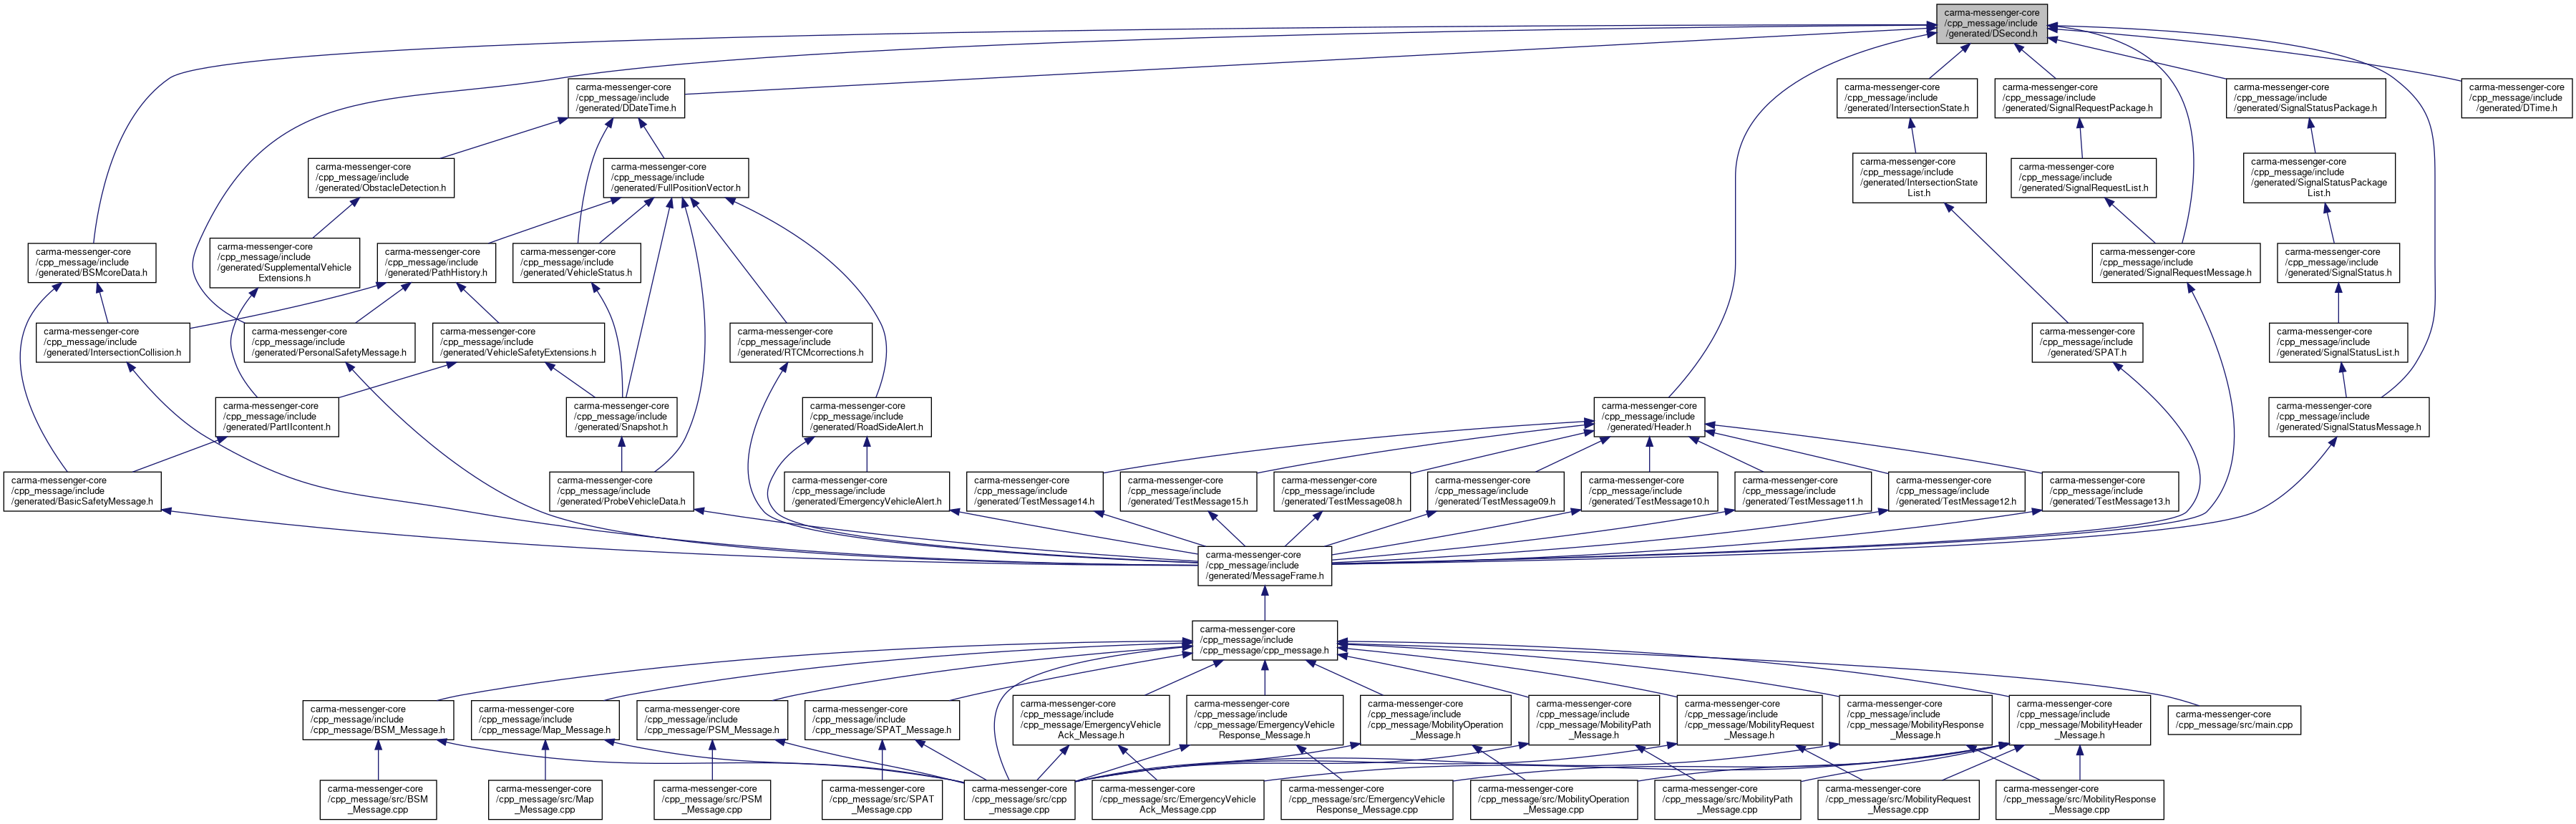 carma-messenger-core
/cpp_message/include
/generated/DSecond.h
carma-messenger-core
/cpp_message/include
/generated/DDateTime.h
carma-messenger-core
/cpp_message/include
/generated/IntersectionState.h
carma-messenger-core
/cpp_message/include
/generated/SignalRequestPackage.h
carma-messenger-core
/cpp_message/include
/generated/SignalStatusPackage.h
carma-messenger-core
/cpp_message/include
/generated/DTime.h
carma-messenger-core
/cpp_message/include
/generated/ObstacleDetection.h
carma-messenger-core
/cpp_message/include
/generated/FullPositionVector.h
carma-messenger-core
/cpp_message/include
/generated/IntersectionState
List.h
carma-messenger-core
/cpp_message/include
/generated/SignalRequestList.h
carma-messenger-core
/cpp_message/include
/generated/SignalStatusPackage
List.h
carma-messenger-core
/cpp_message/include
/generated/BSMcoreData.h
carma-messenger-core
/cpp_message/include
/generated/SupplementalVehicle
Extensions.h
carma-messenger-core
/cpp_message/include
/generated/PathHistory.h
carma-messenger-core
/cpp_message/include
/generated/VehicleStatus.h
carma-messenger-core
/cpp_message/include
/generated/SignalRequestMessage.h
carma-messenger-core
/cpp_message/include
/generated/SignalStatus.h
carma-messenger-core
/cpp_message/include
/generated/IntersectionCollision.h
carma-messenger-core
/cpp_message/include
/generated/PersonalSafetyMessage.h
carma-messenger-core
/cpp_message/include
/generated/VehicleSafetyExtensions.h
carma-messenger-core
/cpp_message/include
/generated/RTCMcorrections.h
carma-messenger-core
/cpp_message/include
/generated/SPAT.h
carma-messenger-core
/cpp_message/include
/generated/SignalStatusList.h
carma-messenger-core
/cpp_message/include
/generated/PartIIcontent.h
carma-messenger-core
/cpp_message/include
/generated/Snapshot.h
carma-messenger-core
/cpp_message/include
/generated/RoadSideAlert.h
carma-messenger-core
/cpp_message/include
/generated/Header.h
carma-messenger-core
/cpp_message/include
/generated/SignalStatusMessage.h
carma-messenger-core
/cpp_message/include
/generated/BasicSafetyMessage.h
carma-messenger-core
/cpp_message/include
/generated/ProbeVehicleData.h
carma-messenger-core
/cpp_message/include
/generated/EmergencyVehicleAlert.h
carma-messenger-core
/cpp_message/include
/generated/TestMessage14.h
carma-messenger-core
/cpp_message/include
/generated/TestMessage15.h
carma-messenger-core
/cpp_message/include
/generated/TestMessage08.h
carma-messenger-core
/cpp_message/include
/generated/TestMessage09.h
carma-messenger-core
/cpp_message/include
/generated/TestMessage10.h
carma-messenger-core
/cpp_message/include
/generated/TestMessage11.h
carma-messenger-core
/cpp_message/include
/generated/TestMessage12.h
carma-messenger-core
/cpp_message/include
/generated/TestMessage13.h
carma-messenger-core
/cpp_message/include
/generated/MessageFrame.h
carma-messenger-core
/cpp_message/include
/cpp_message/cpp_message.h
carma-messenger-core
/cpp_message/include
/cpp_message/BSM_Message.h
carma-messenger-core
/cpp_message/include
/cpp_message/Map_Message.h
carma-messenger-core
/cpp_message/include
/cpp_message/PSM_Message.h
carma-messenger-core
/cpp_message/include
/cpp_message/SPAT_Message.h
carma-messenger-core
/cpp_message/include
/cpp_message/EmergencyVehicle
Ack_Message.h
carma-messenger-core
/cpp_message/include
/cpp_message/EmergencyVehicle
Response_Message.h
carma-messenger-core
/cpp_message/include
/cpp_message/MobilityOperation
_Message.h
carma-messenger-core
/cpp_message/include
/cpp_message/MobilityPath
_Message.h
carma-messenger-core
/cpp_message/include
/cpp_message/MobilityRequest
_Message.h
carma-messenger-core
/cpp_message/include
/cpp_message/MobilityResponse
_Message.h
carma-messenger-core
/cpp_message/include
/cpp_message/MobilityHeader
_Message.h
carma-messenger-core
/cpp_message/src/main.cpp
carma-messenger-core
/cpp_message/src/BSM
_Message.cpp
carma-messenger-core
/cpp_message/src/Map
_Message.cpp
carma-messenger-core
/cpp_message/src/PSM
_Message.cpp
carma-messenger-core
/cpp_message/src/SPAT
_Message.cpp
carma-messenger-core
/cpp_message/src/cpp
_message.cpp
carma-messenger-core
/cpp_message/src/EmergencyVehicle
Ack_Message.cpp
carma-messenger-core
/cpp_message/src/EmergencyVehicle
Response_Message.cpp
carma-messenger-core
/cpp_message/src/MobilityOperation
_Message.cpp
carma-messenger-core
/cpp_message/src/MobilityPath
_Message.cpp
carma-messenger-core
/cpp_message/src/MobilityRequest
_Message.cpp
carma-messenger-core
/cpp_message/src/MobilityResponse
_Message.cpp